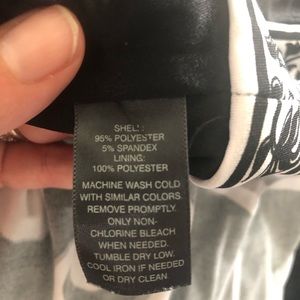 SHELL:
95% POLYESTER
5% SPANDEX
LINING:
100% POLYESTER
MACHINE WASH COLD
WITH SIMILAR COLORS.
REMOVE PROMPTLY.
ONLY NON-
CHLORINE BLEACH
WHEN NEEDED.
TUMBLE DRY LOW.
COOL IRON IF NEEDED
OR DRY CLEAN.